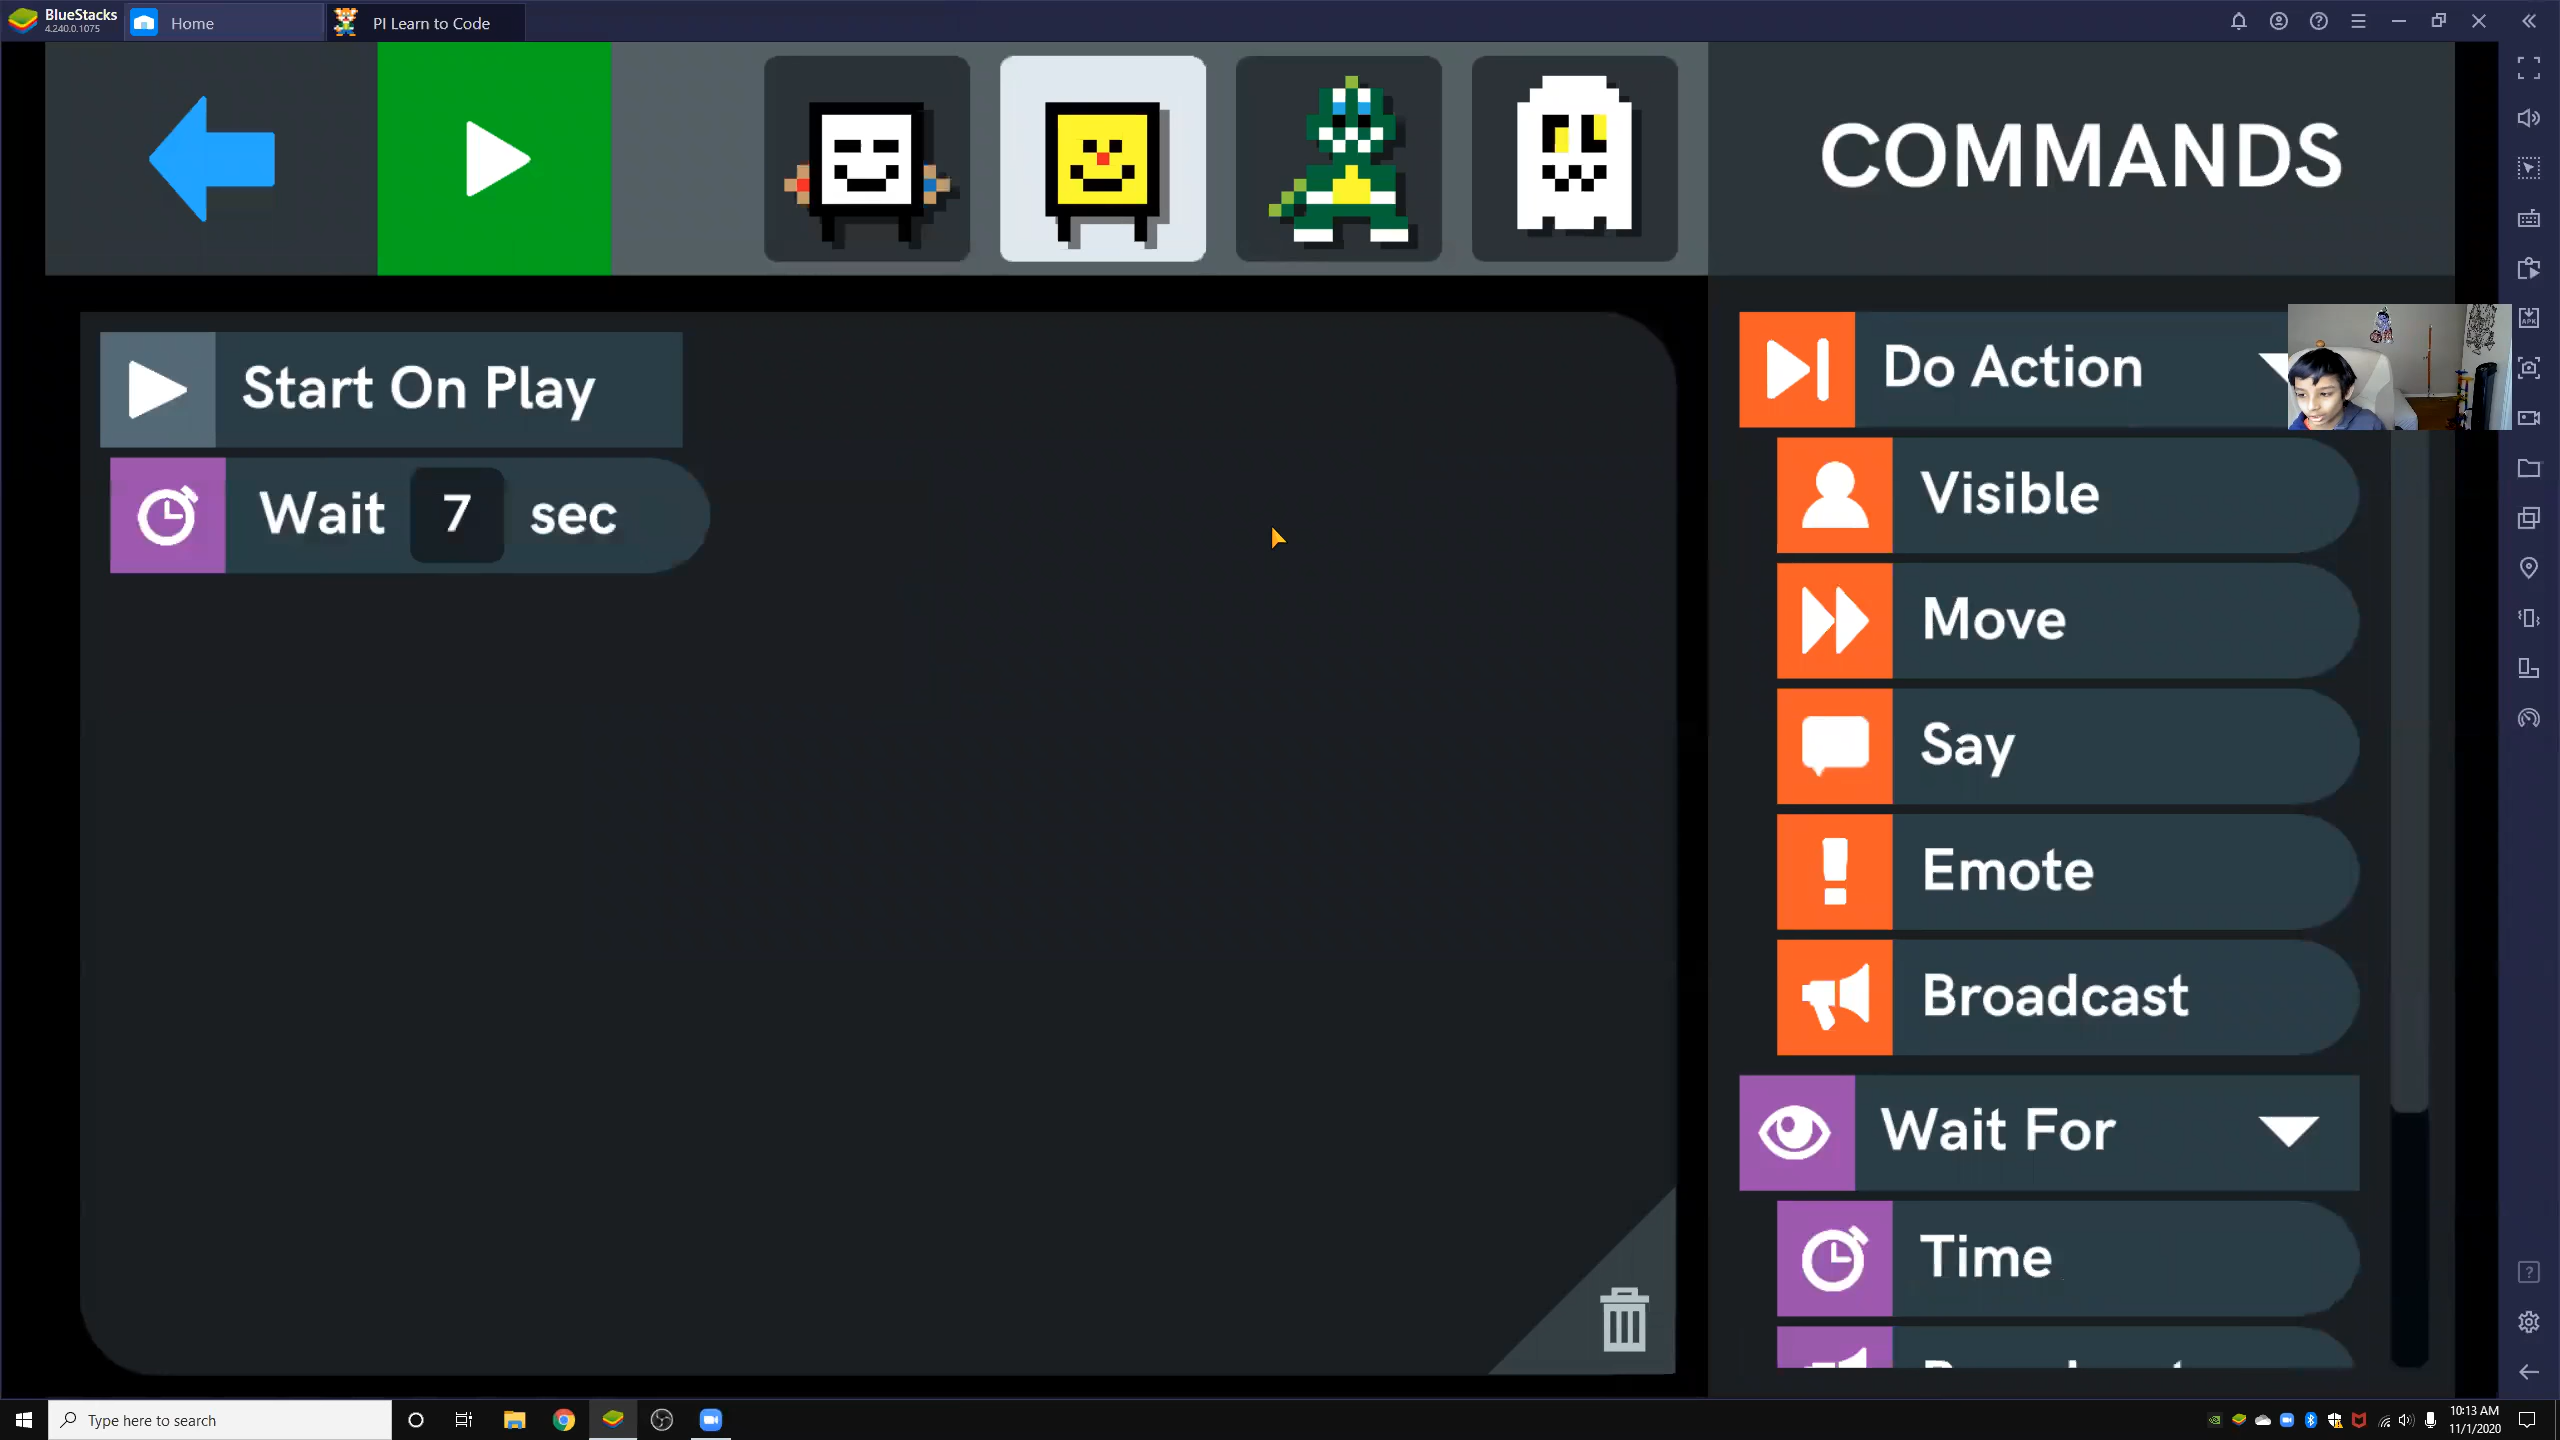 BlueStacks
4.240.0.1075
Home
PI Learn to Code
COMMANDS
Start On Play
Wait 7 sec
Do Action
Visible
Move
Say
Emote
Broadcast
Wait For
Time
Type here to search
10:13 AM
11/1/2020